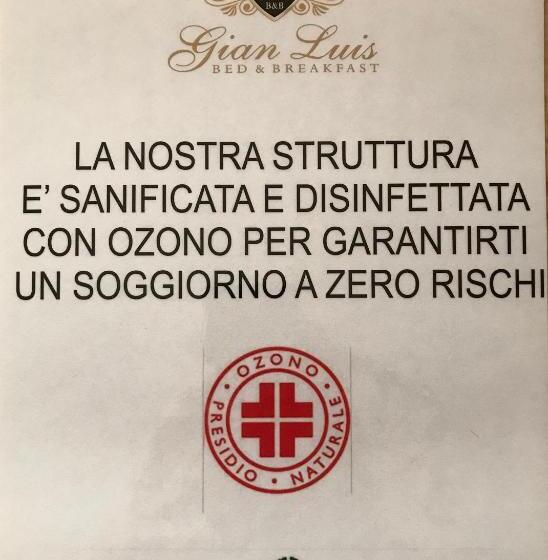 B&B
Gian Luis
BED & BREAKFAST
LA NOSTRA STRUTTURA
E' SANIFICATA E DISINFETTATA
CON OZONO PER GARANTIRTI
UN SOGGIORNO A ZERO RISCHI
• OZONO •
PRESIDIO • NATURALE